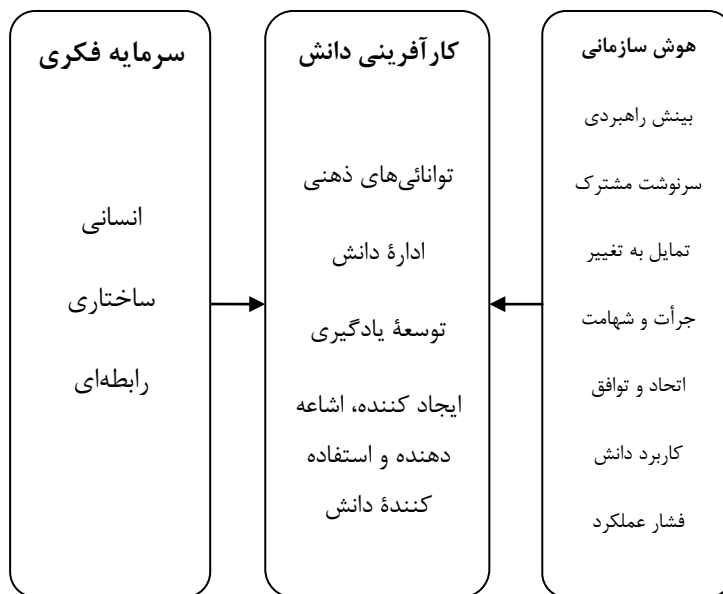 هوش سازمانی
بینش راهبردی
سرنوشت مشترک
تمایل به تغییر
جرأت و شهامت
اتحاد و توافق
کاربرد دانش
فشار عملکرد
کارآفرینی دانش
توانائی‌های ذهنی
ادارهٔ دانش
توسعهٔ یادگیری
ایجاد کننده، اشاعه
دهنده و استفاده
کنندهٔ دانش
سرمایه فکری
انسانی
ساختاری
رابطه‌ای